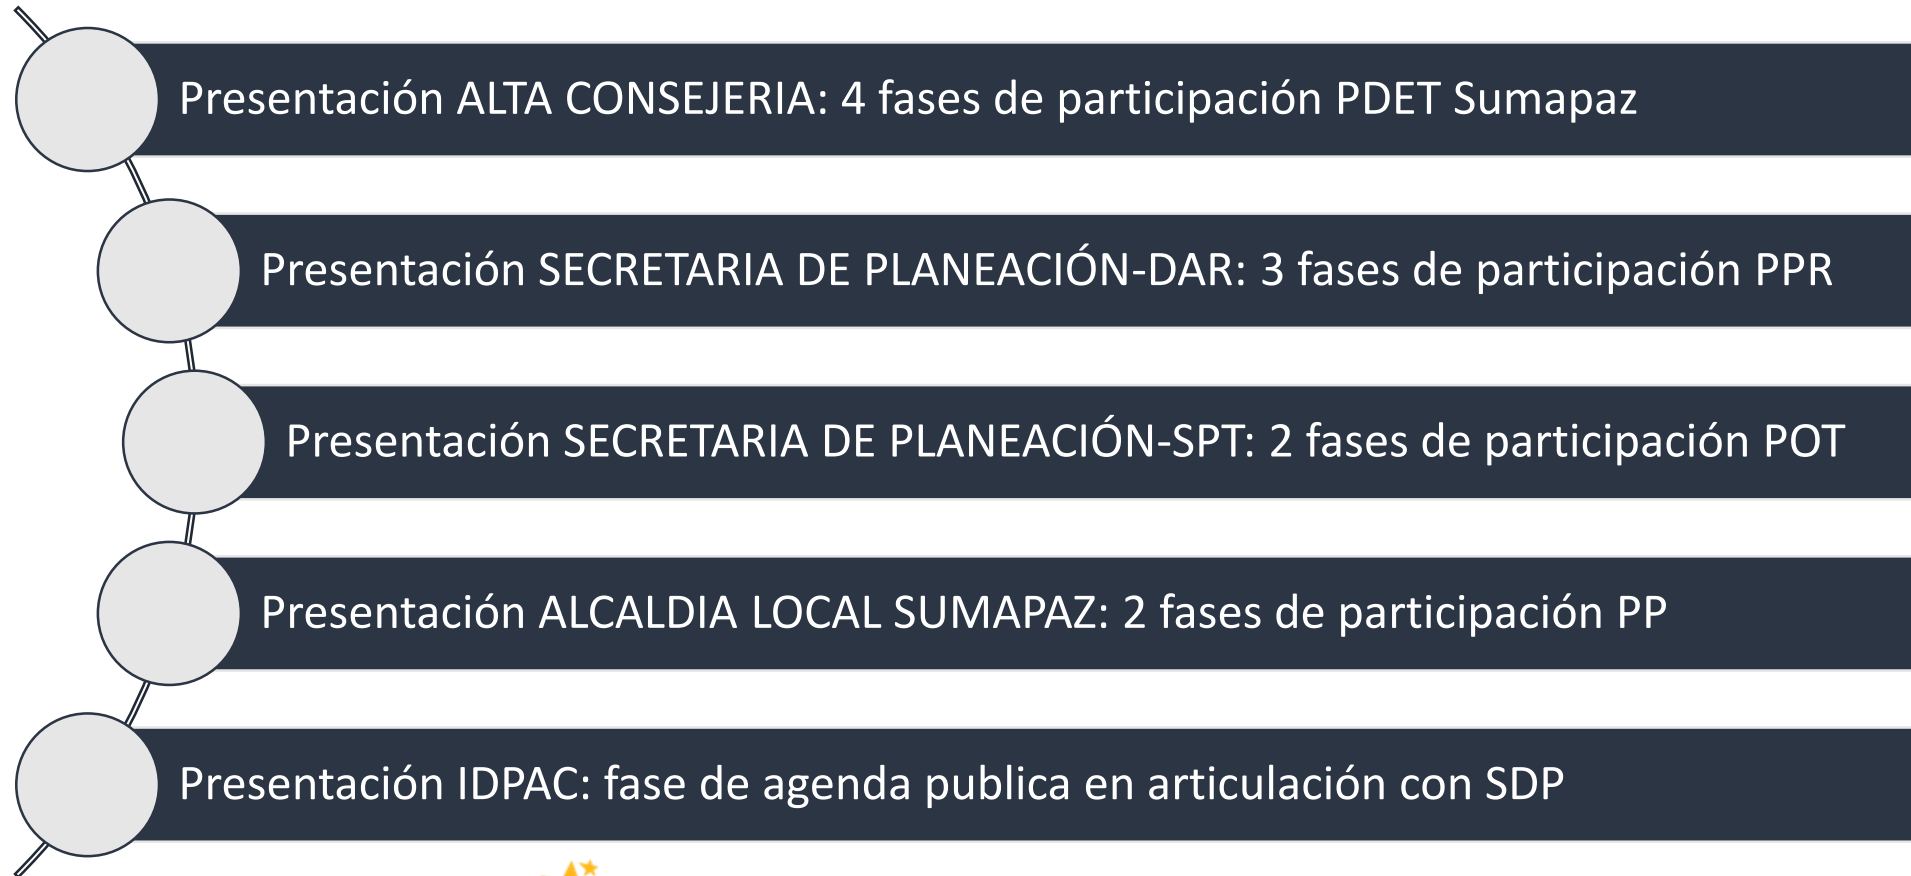 Presentación ALTA CONSEJERIA: 4 fases de participación PDET Sumapaz
Presentación SECRETARIA DE PLANEACIÓN-DAR: 3 fases de participación PPR
Presentación SECRETARIA DE PLANEACIÓN-SPT: 2 fases de participación POT
Presentación ALCALDIA LOCAL SUMAPAZ: 2 fases de participación PP
Presentación IDPAC: fase de agenda publica en articulación con SDP